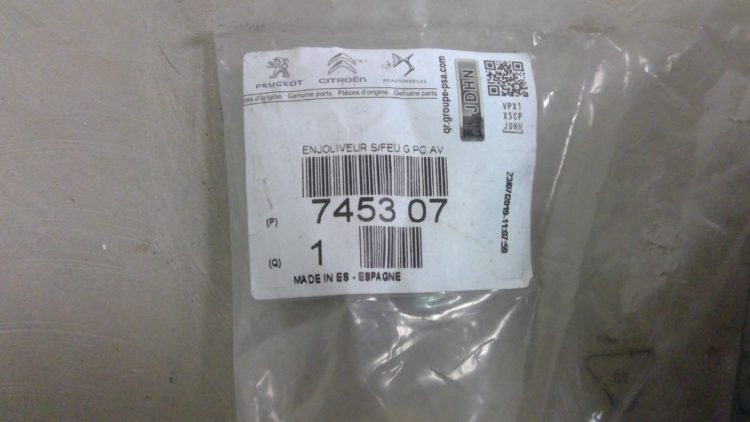 PEUGEOT CITROËN DS AUTOMOBILES
ces d'origine Genuine parts Pièces d'origine Genuine parts
qr.groupe-psa.com
JDHN
VPX1
X5CP
JDHN
ENJOLIVEUR S/FEU G PC AV
(P) 7453 07
(Q) 1
MADE IN ES - ESPAGNE